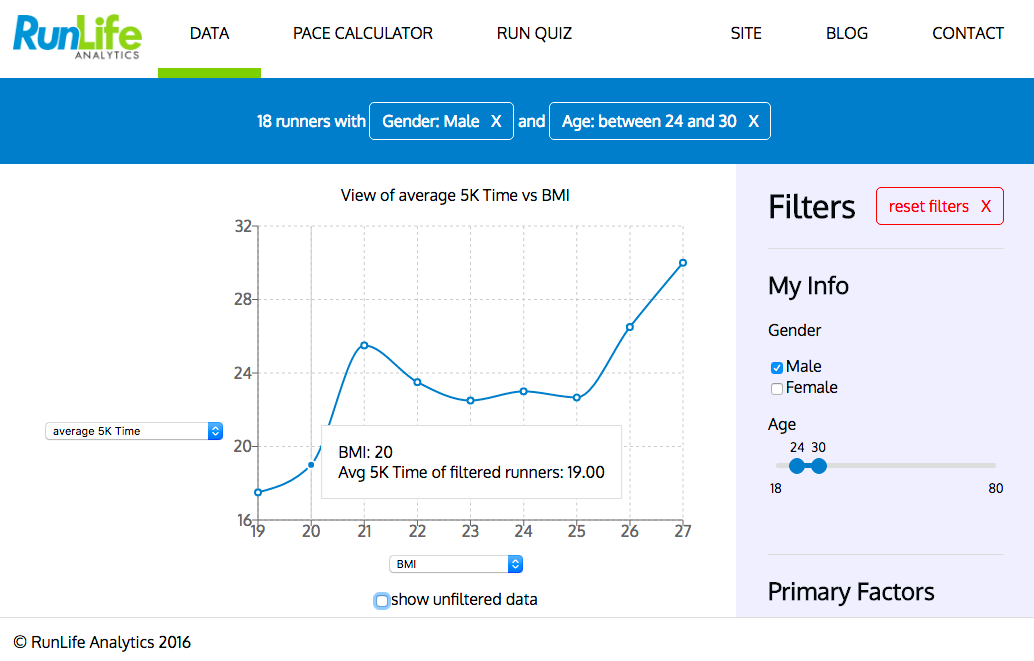 RunLife
ANALYTICS
DATA
PACE CALCULATOR
RUN QUIZ
SITE
BLOG
CONTACT
18 runners with Gender: Male X and Age: between 24 and 30 X
View of average 5K Time vs BMI
32
28
24
20
16
average 5K Time
BMI: 20
Avg 5K Time of filtered runners: 19.00
19 20 21 22 23 24 25 26 27
BMI
show unfiltered data
Filters
reset filters X
My Info
Gender
Male
Female
Age
24 30
18 80
Primary Factors
© RunLife Analytics 2016